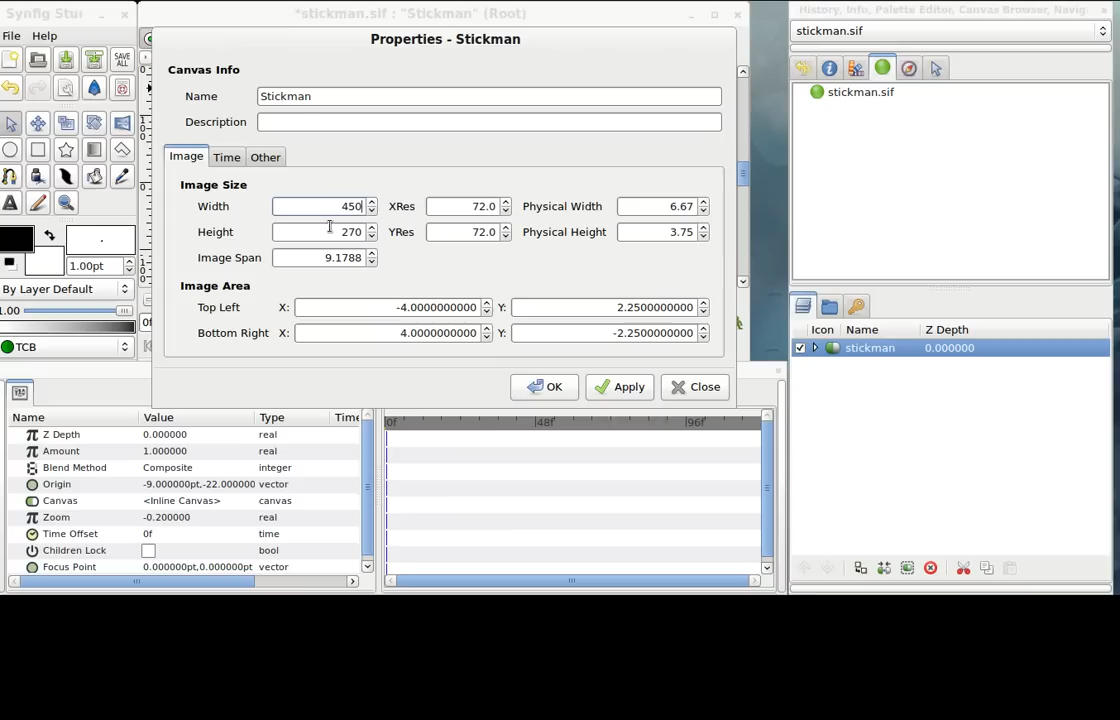 Synfig Stu
*stickman.sif : "Stickman" (Root)
History, Info, Palette Editor, Canvas Browser, Navig
File Help
Properties - Stickman
stickman.sif
Canvas Info
SAVE
ALL
Name Stickman
stickman.sif
Description
Image Time Other
Image Size
Width 450 XRes 72.0 Physical Width 6.67
Height 270 YRes 72.0 Physical Height 3.75
Image Span 9.1788
1.00pt
By Layer Default
Image Area
Top Left X: -4.0000000000 Y: 2.2500000000
1.00
0f
Bottom Right X: 4.0000000000 Y: -2.2500000000
Icon Name Z Depth
TCB
stickman 0.000000
OK Apply Close
Name Value Type Time
0f 48f 96f
Z Depth 0.000000 real
Amount 1.000000 real
Blend Method Composite integer
Origin -9.000000pt,-22.000000 vector
Canvas <Inline Canvas> canvas
Zoom -0.200000 real
Time Offset 0f time
Children Lock bool
Focus Point 0.000000pt,0.000000pt vector